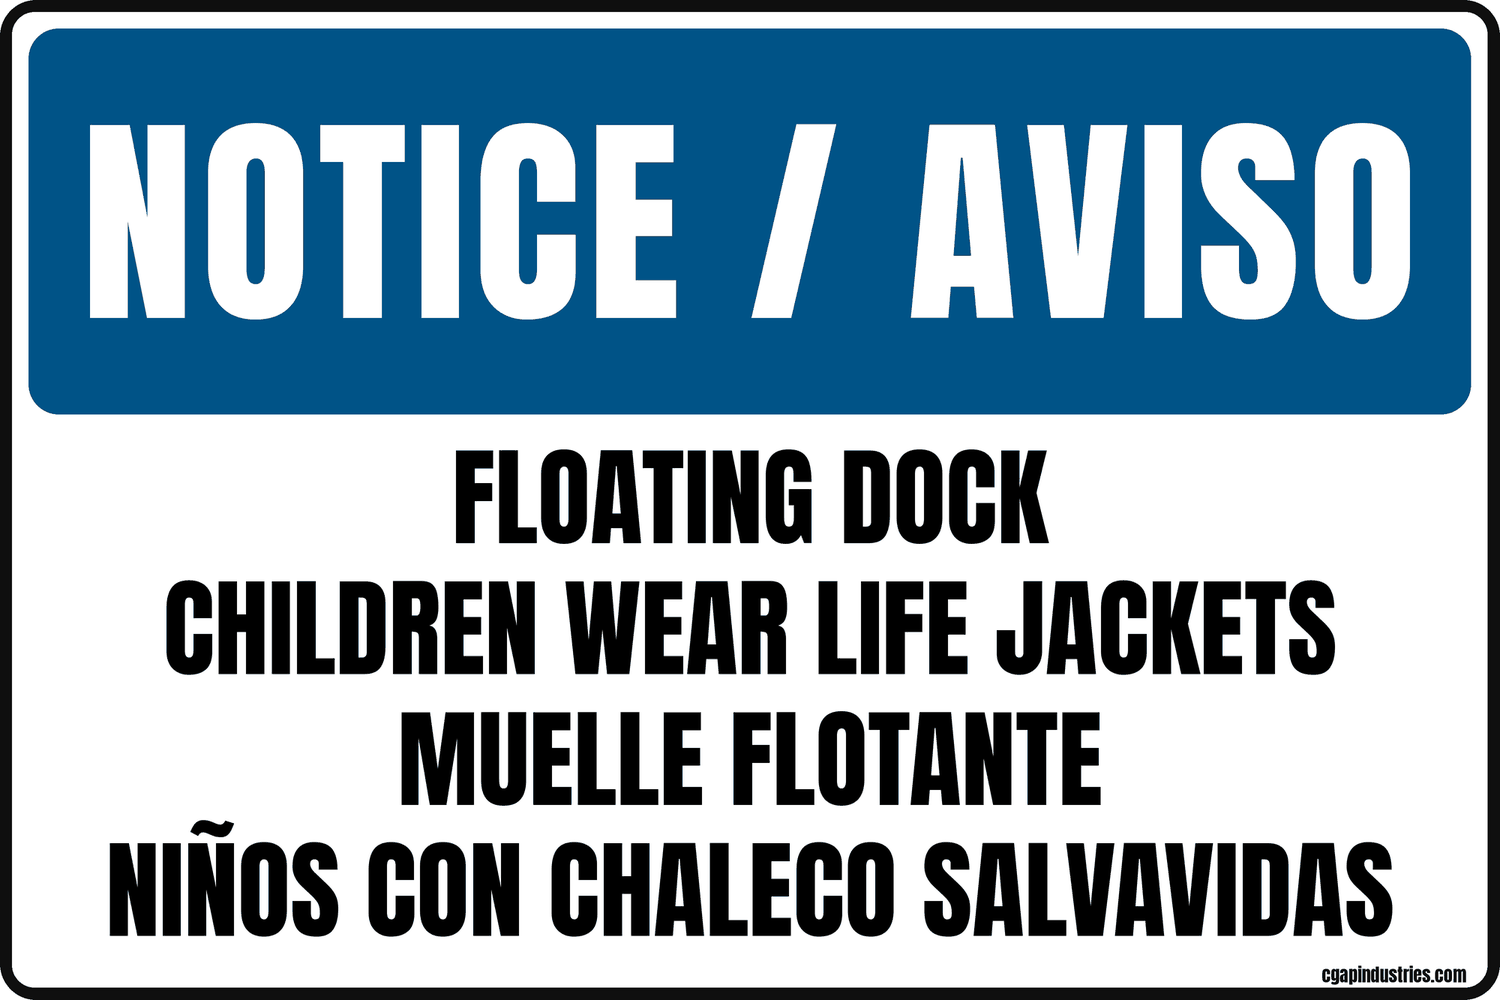 NOTICE / AVISO
FLOATING DOCK
CHILDREN WEAR LIFE JACKETS
MUELLE FLOTANTE
NIÑOS CON CHALECO SALVAVIDAS
cgapindustries.com